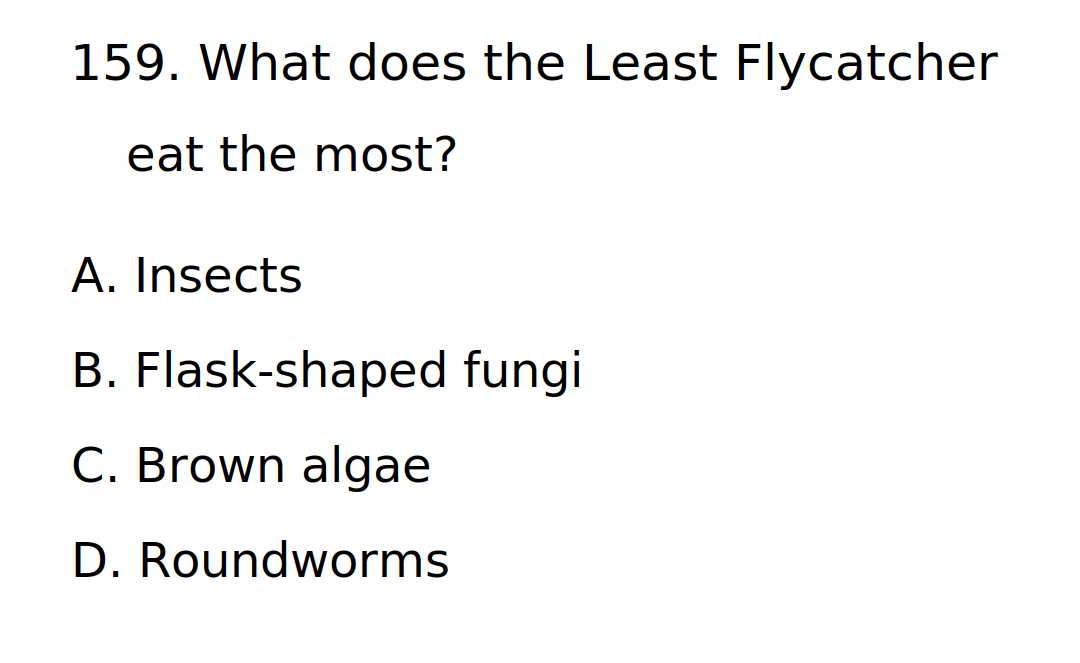 159. What does the Least Flycatcher
eat the most?
A. Insects
B. Flask-shaped fungi
C. Brown algae
D. Roundworms